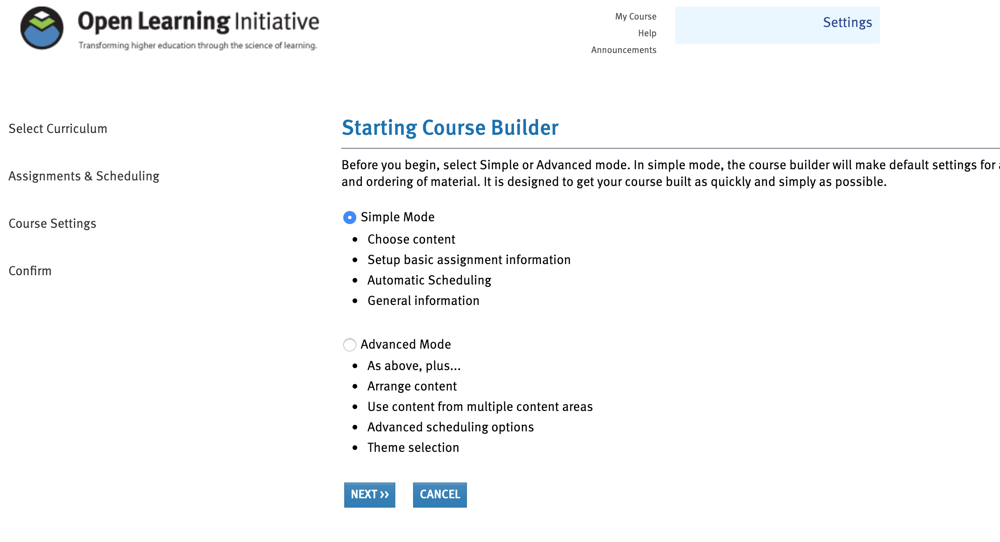 Open Learning Initiative
Transforming higher education through the science of learning.
My Course
Help
Announcements
Settings
Select Curriculum
Assignments & Scheduling
Course Settings
Confirm
Starting Course Builder
Before you begin, select Simple or Advanced mode. In simple mode, the course builder will make default settings for
and ordering of material. It is designed to get your course built as quickly and simply as possible.
Simple Mode
• Choose content
• Setup basic assignment information
• Automatic Scheduling
• General information
Advanced Mode
• As above, plus...
• Arrange content
• Use content from multiple content areas
• Advanced scheduling options
• Theme selection
NEXT >>
CANCEL